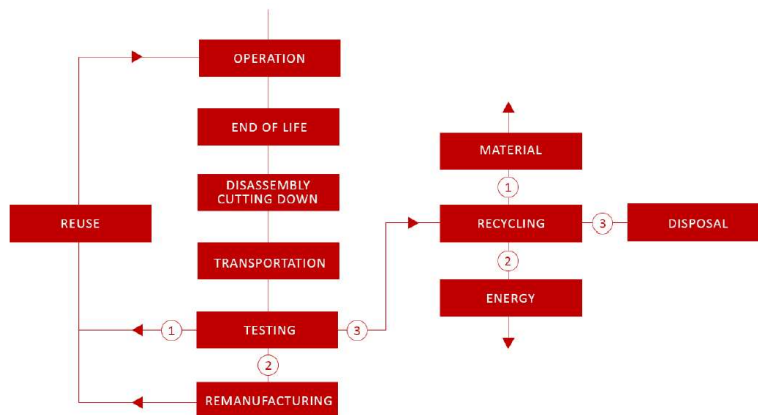 OPERATION
END OF LIFE
MATERIAL
1
DISASSEMBLY
CUTTING DOWN
REUSE
RECYCLING
3
DISPOSAL
TRANSPORTATION
2
ENERGY
1
TESTING
3
2
REMANUFACTURING